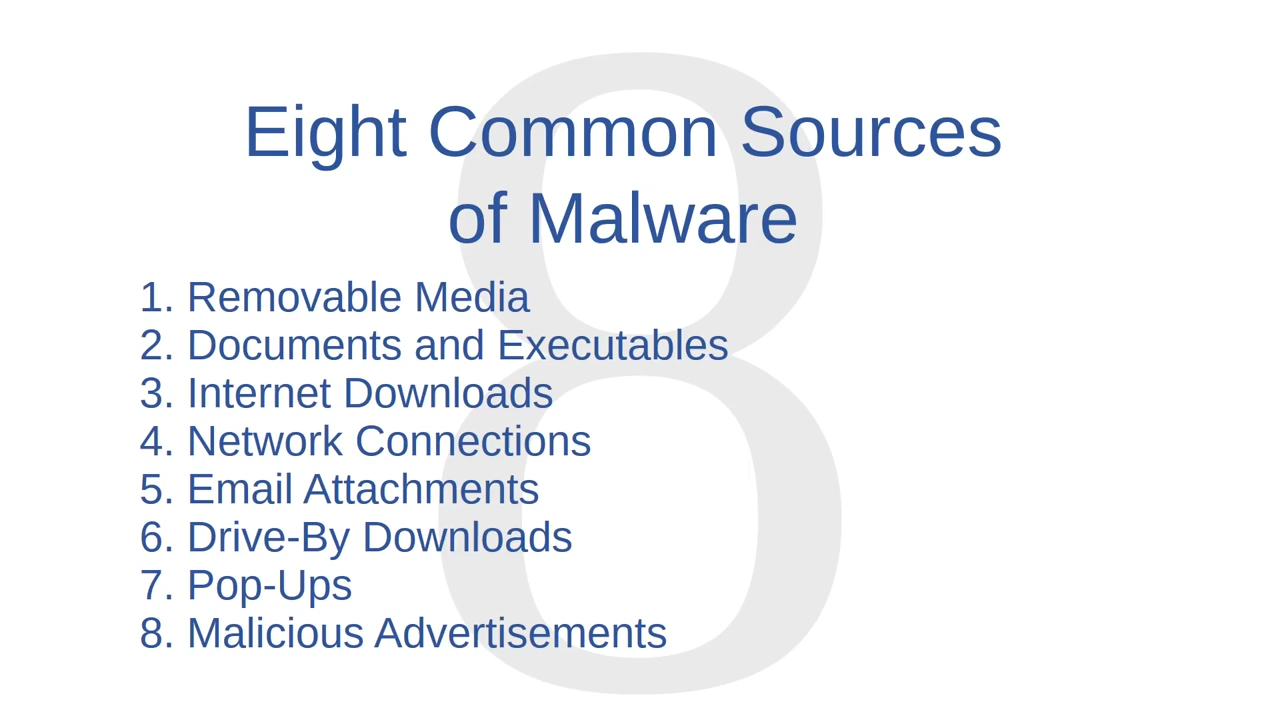 Eight Common Sources
of Malware
1. Removable Media
2. Documents and Executables
3. Internet Downloads
4. Network Connections
5. Email Attachments
6. Drive-By Downloads
7. Pop-Ups
8. Malicious Advertisements
8